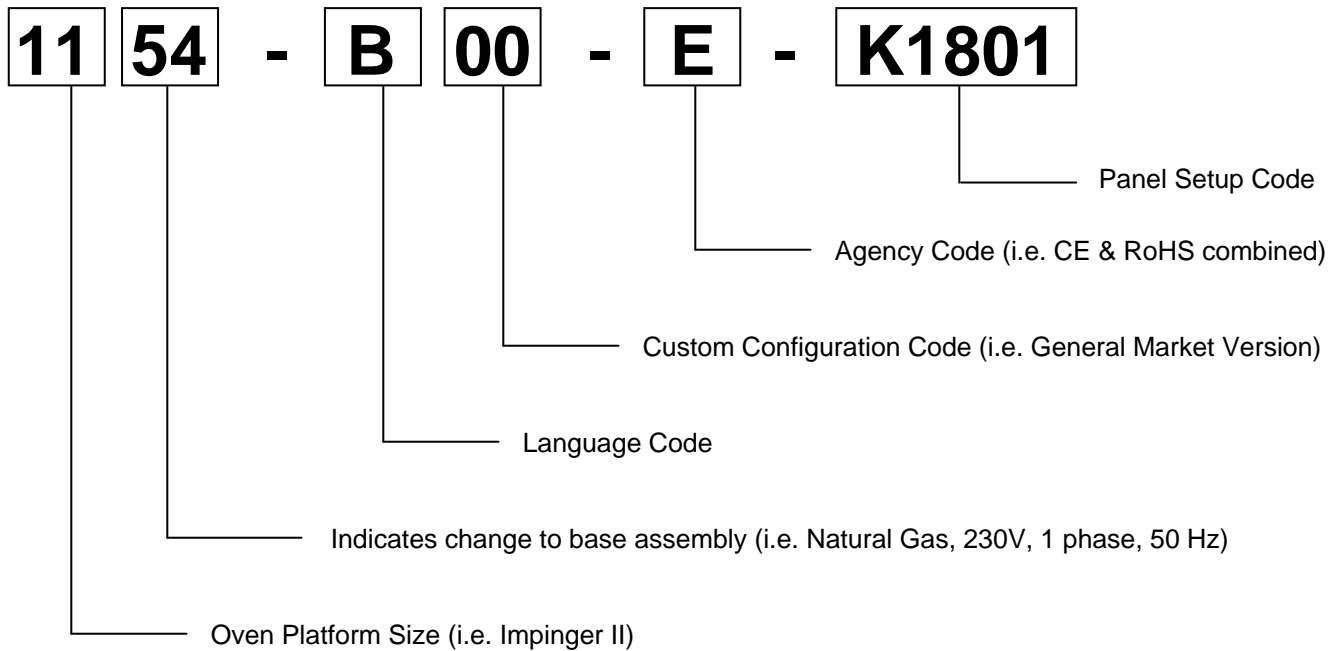 11 54 - B 00 - E - K1801
Panel Setup Code
Agency Code (i.e. CE & RoHS combined)
Custom Configuration Code (i.e. General Market Version)
Language Code
Indicates change to base assembly (i.e. Natural Gas, 230V, 1 phase, 50 Hz)
Oven Platform Size (i.e. Impinger II)